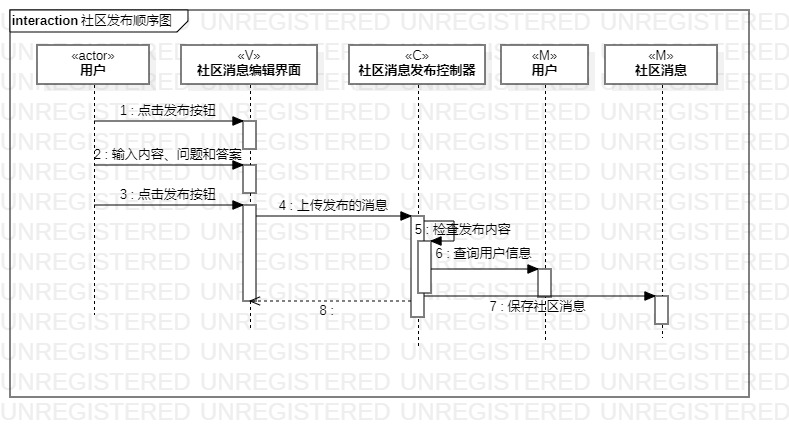 UNREGISTERED UNREGISTERED UNREGISTERED UNREGISTERED
interaction 社区发布顺序图
«actor»
用户
«V»
社区消息编辑界面
«C»
社区消息发布控制器
«M»
用户
«M»
社区消息
1 : 点击发布按钮
2 : 输入内容、问题和答案
3 : 点击发布按钮
4 : 上传发布的消息
5 : 检查发布内容
6 : 查询用户信息
7 : 保存社区消息
8 :
UNREGISTERED UNREGISTERED UNREGISTERED UNREGISTERED